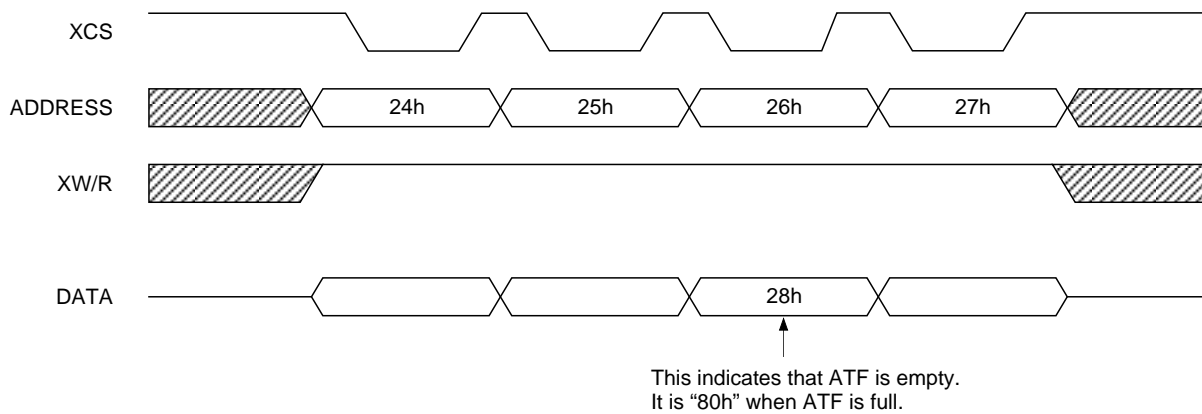 XCS
ADDRESS 24h 25h 26h 27h
XW/R
DATA 28h
This indicates that ATF is empty.
It is “80h” when ATF is full.